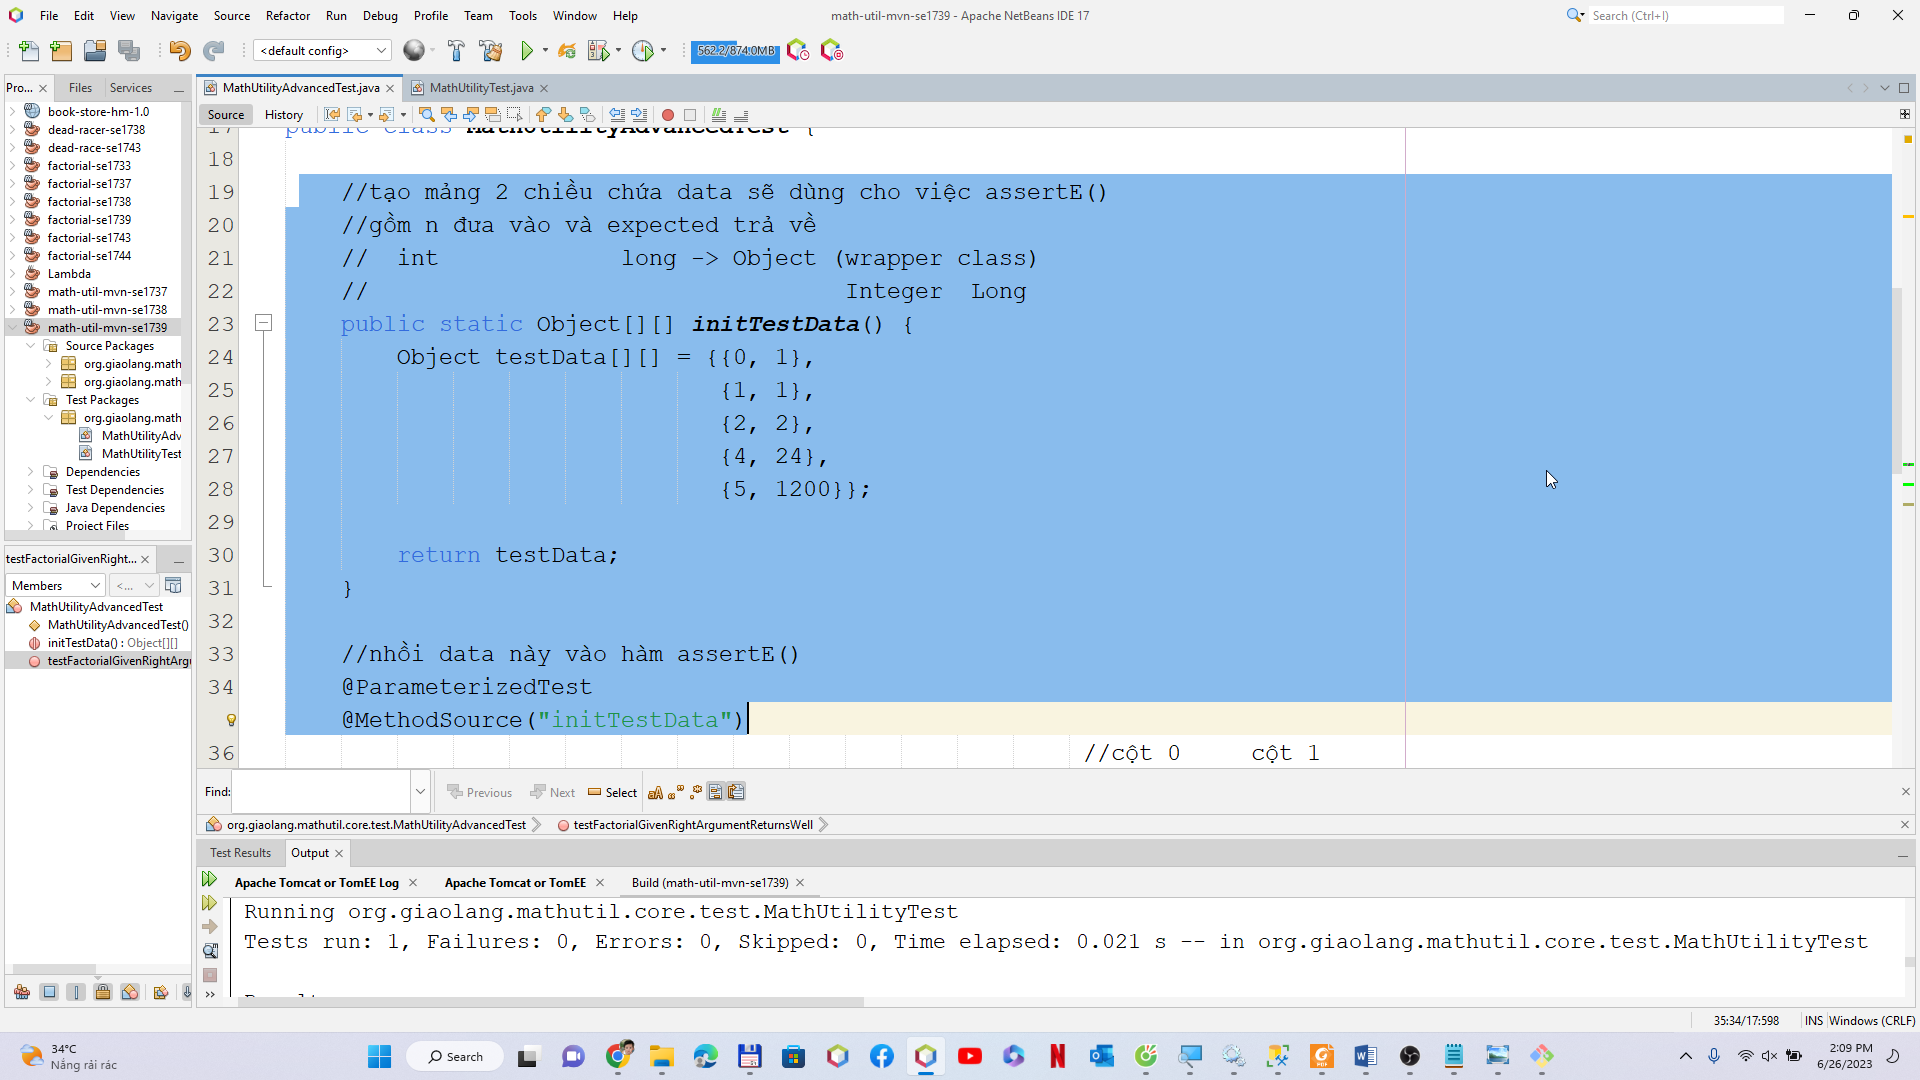 File Edit View Navigate Source Refactor Run Debug Profile Team Tools Window Help
math-util-mvn-se1739 - Apache NetBeans IDE 17
Search (Ctrl+I)
<default config>
562.2/874.0MB
Pro... Files Services
MathUtilityAdvancedTest.java MathUtilityTest.java
Source History
book-store-hm-1.0
dead-racer-se1738
dead-race-se1743
factorial-se1733
factorial-se1737
factorial-se1738
factorial-se1739
factorial-se1743
factorial-se1744
Lambda
math-util-mvn-se1737
math-util-mvn-se1738
math-util-mvn-se1739
Source Packages
org.giaolang.math
org.giaolang.math
Test Packages
org.giaolang.math
MathUtilityAdv
MathUtilityTest
Dependencies
Test Dependencies
Java Dependencies
Project Files
17 public class MathUtilityAdvancedTest {
18
19 //tạo mảng 2 chiều chứa data sẽ dùng cho việc assertE()
20 //gồm n đưa vào và expected trả về
21 // int long -> Object (wrapper class)
22 // Integer Long
23 public static Object[][] initTestData() {
24 Object testData[][] = {{0, 1},
25 {1, 1},
26 {2, 2},
27 {4, 24},
28 {5, 1200}};
29
30 return testData;
31 }
32
33 //nhồi data này vào hàm assertE()
34 @ParameterizedTest
@MethodSource("initTestData")
36 //cột 0 cột 1
testFactorialGivenRight...
Members <...
MathUtilityAdvancedTest
MathUtilityAdvancedTest()
initTestData() : Object[][]
testFactorialGivenRightArgu
Find: Previous Next Select
org.giaolang.mathutil.core.test.MathUtilityAdvancedTest testFactorialGivenRightArgumentReturnsWell
Test Results Output
Apache Tomcat or TomEE Log Apache Tomcat or TomEE Build (math-util-mvn-se1739)
Running org.giaolang.mathutil.core.test.MathUtilityTest
Tests run: 1, Failures: 0, Errors: 0, Skipped: 0, Time elapsed: 0.021 s -- in org.giaolang.mathutil.core.test.MathUtilityTest
35:34/17:598 INS Windows (CRLF)
34°C
Nắng rải rác
Search
2:09 PM
6/26/2023